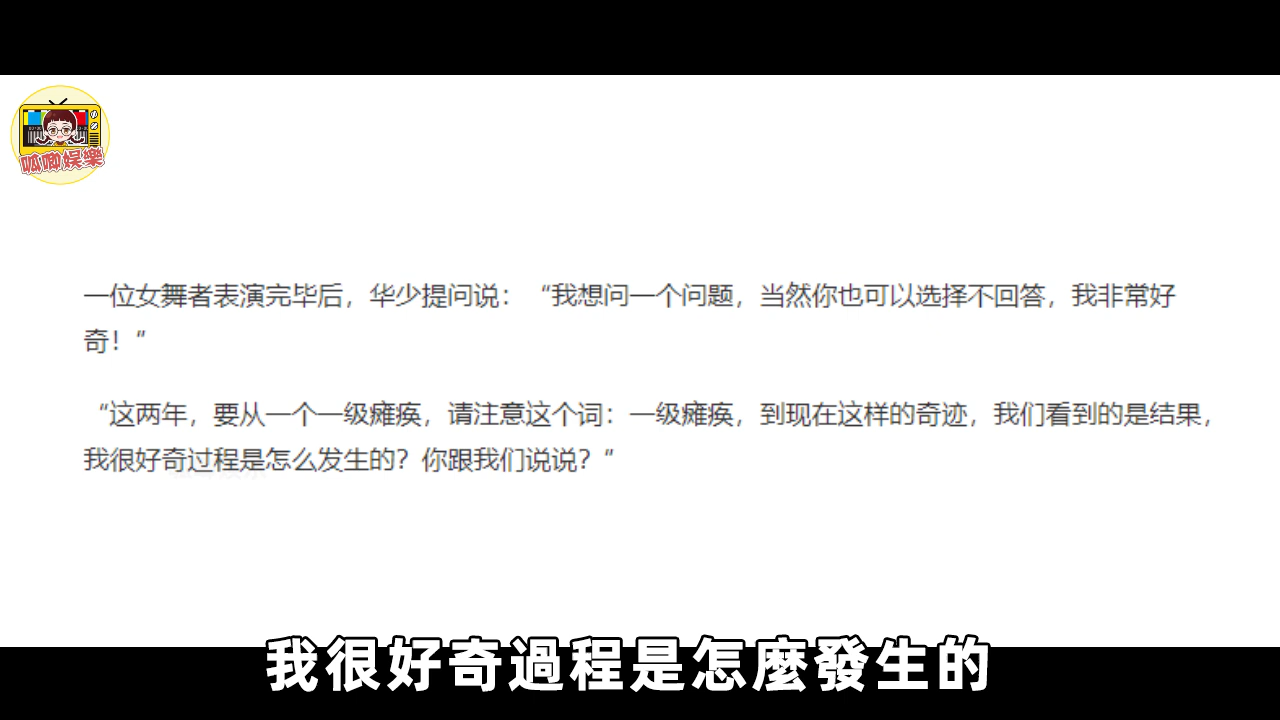 呱唧娱樂
一位女舞者表演完毕后，华少提问说：“我想问一个问题，当然你也可以选择不回答，我非常好
奇！”
“这两年，要从一个一级瘫痪，请注意这个词：一级瘫痪，到现在这样的奇迹，我们看到的是结果，
我很好奇过程是怎么发生的？你跟我们说说？”
我很好奇過程是怎麼發生的